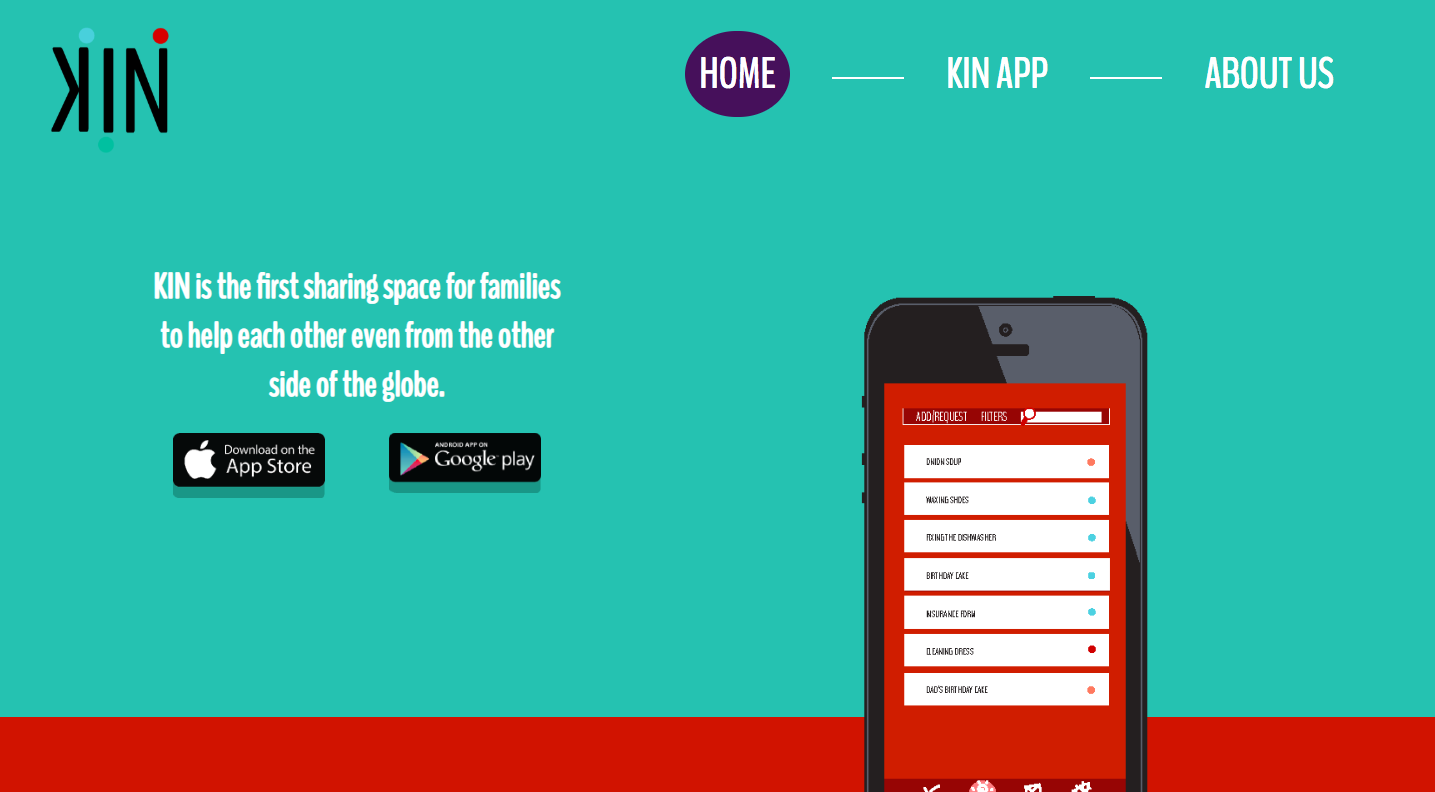 KIN
HOME
KIN APP
ABOUT US
KIN is the first sharing space for families
to help each other even from the other
side of the globe.
Download on the
App Store
ANDROID APP ON
Google play
ADD/REQUEST FILTERS
ONION SOUP
WAXING SHOES
FIXING THE DISHWASHER
BIRTHDAY CAKE
INSURANCE FORM
CLEANING DRESS
DAD'S BIRTHDAY CAKE